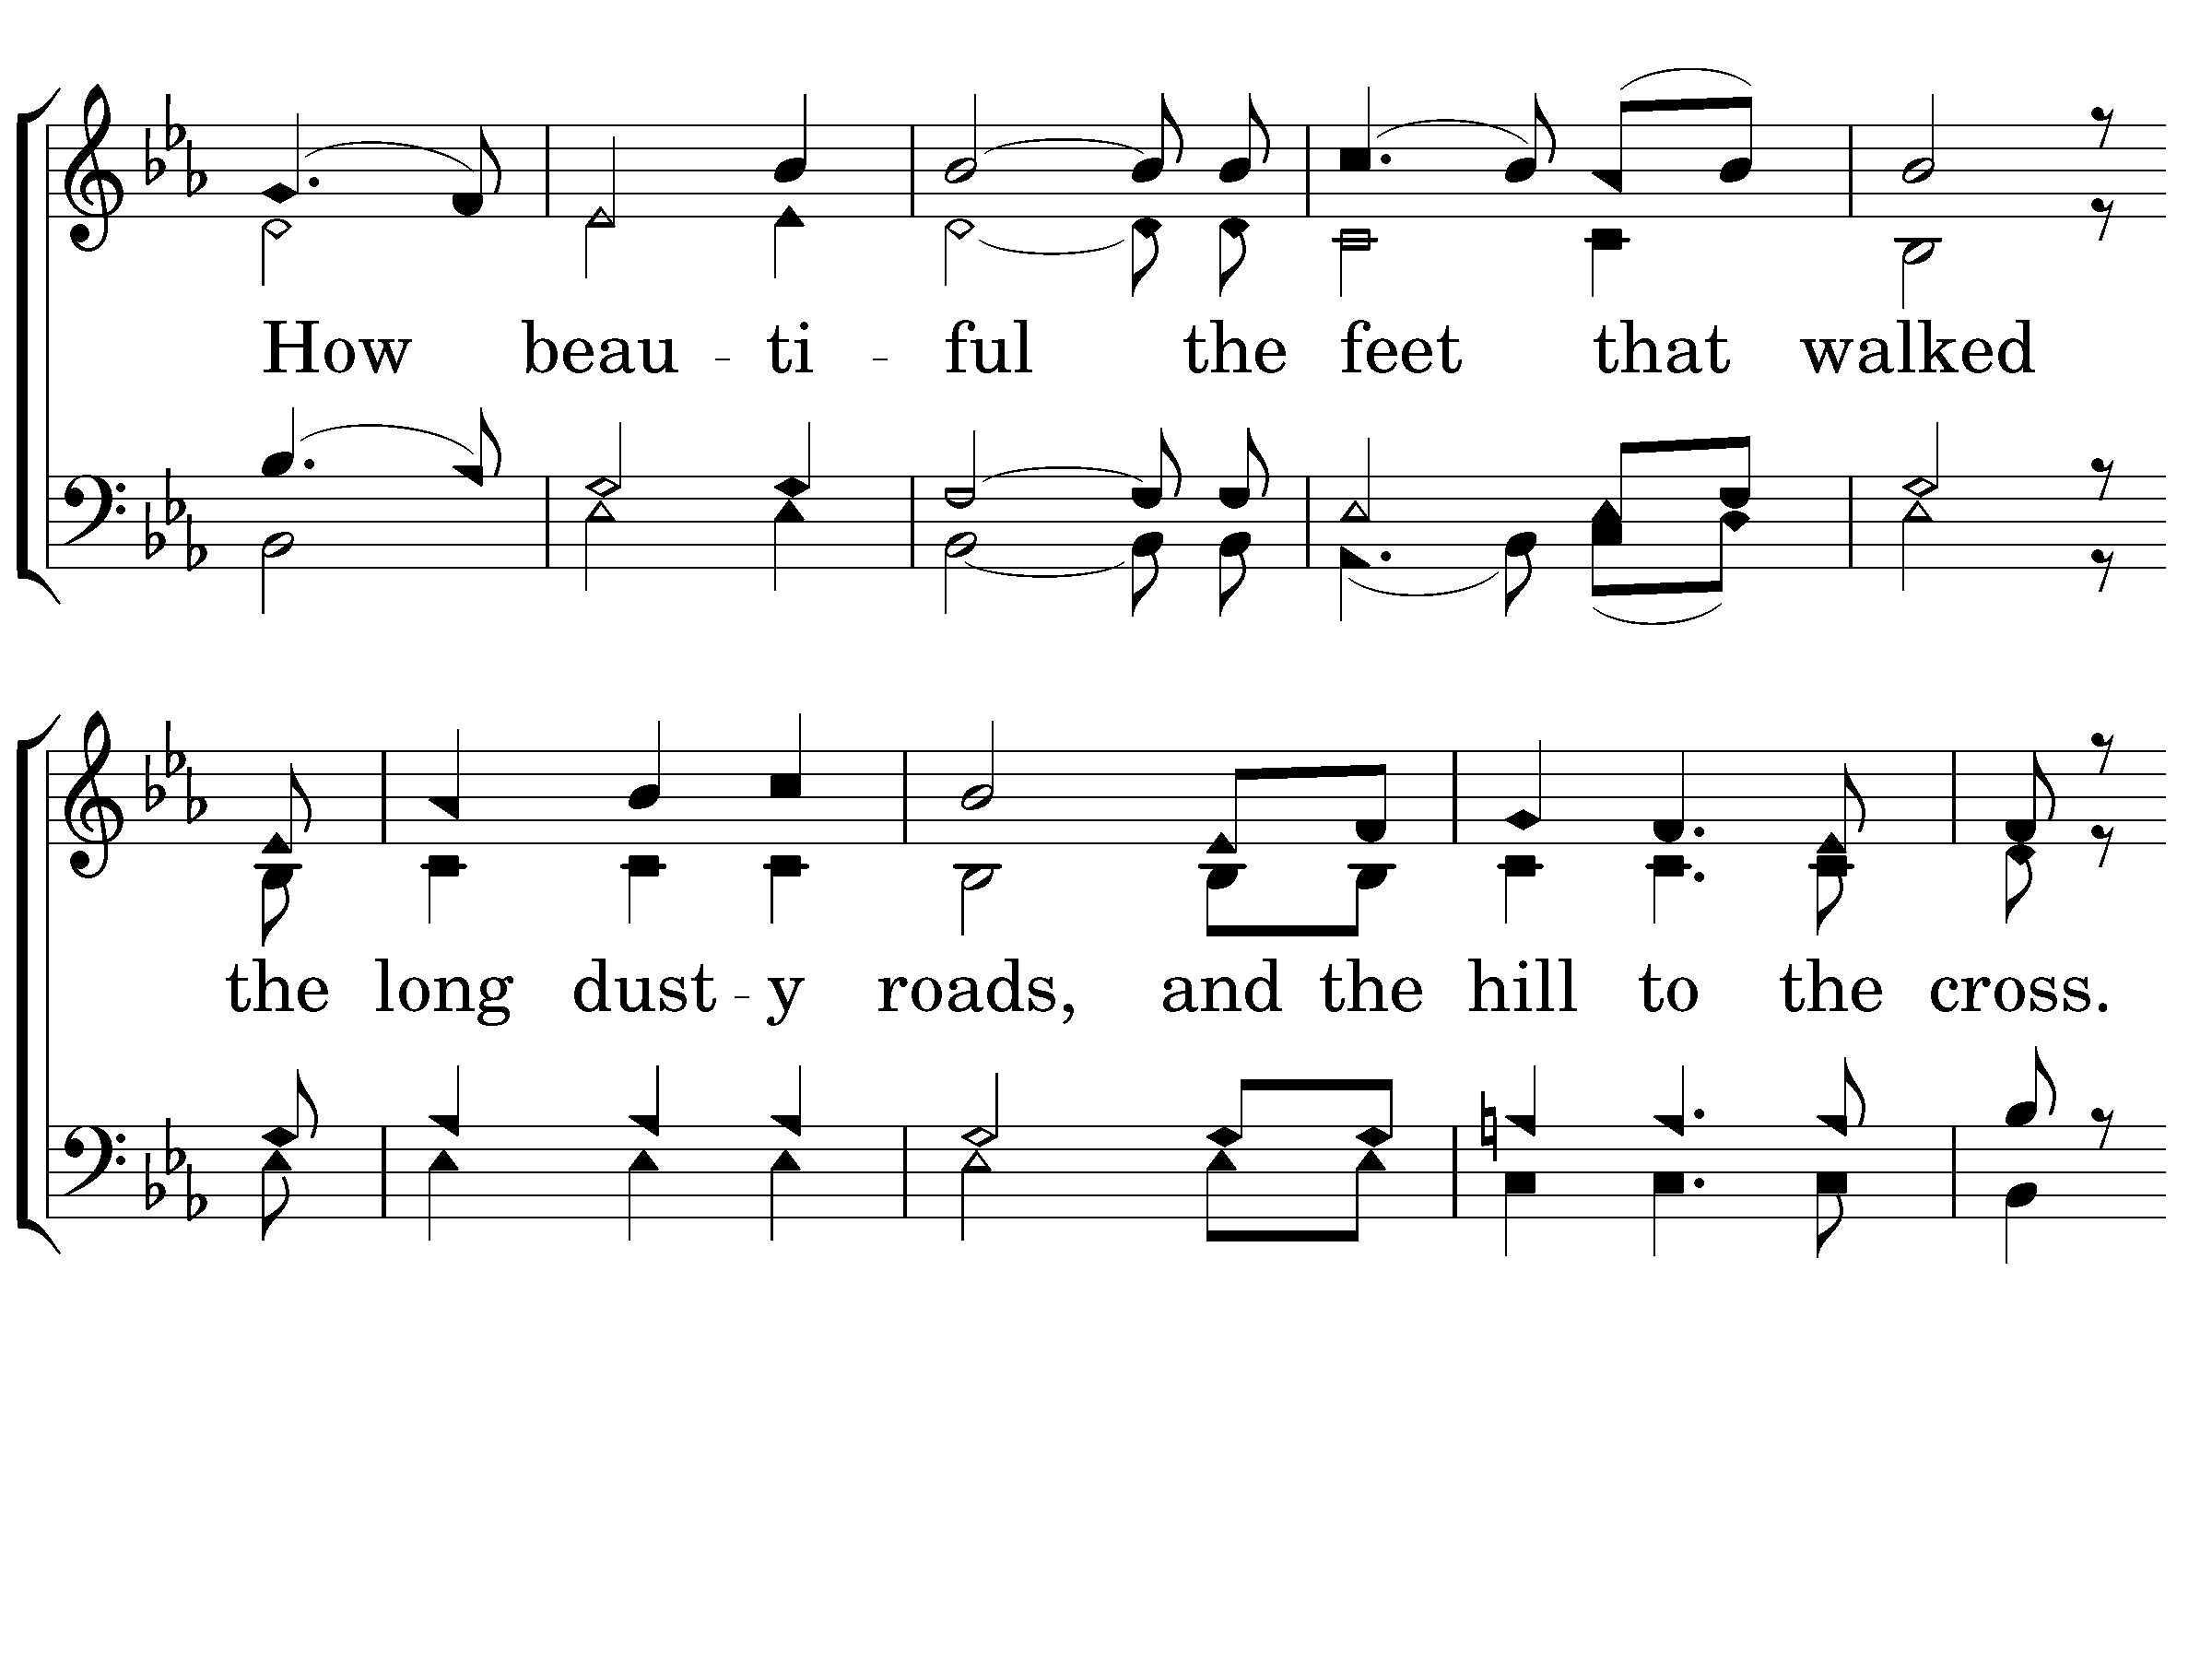 How beau - ti - ful the feet that walked
the long dust - y roads, and the hill to the cross.